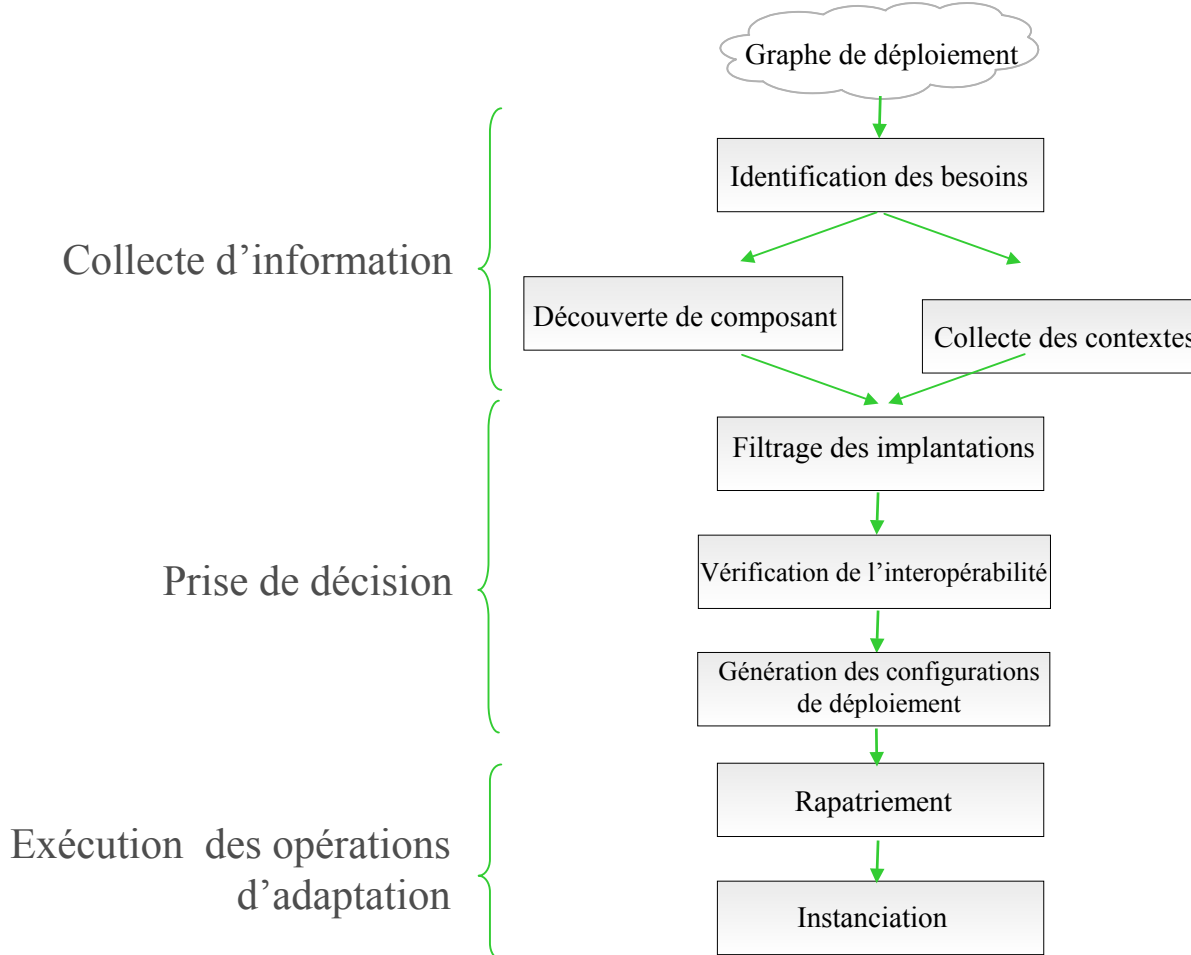 Graphe de déploiement
Identification des besoins
Collecte d’information
Découverte de composant
Collecte des contextes
Filtrage des implantations
Prise de décision
Vérification de l’interopérabilité
Génération des configurations
de déploiement
Rapatriement
Exécution des opérations
d’adaptation
Instanciation